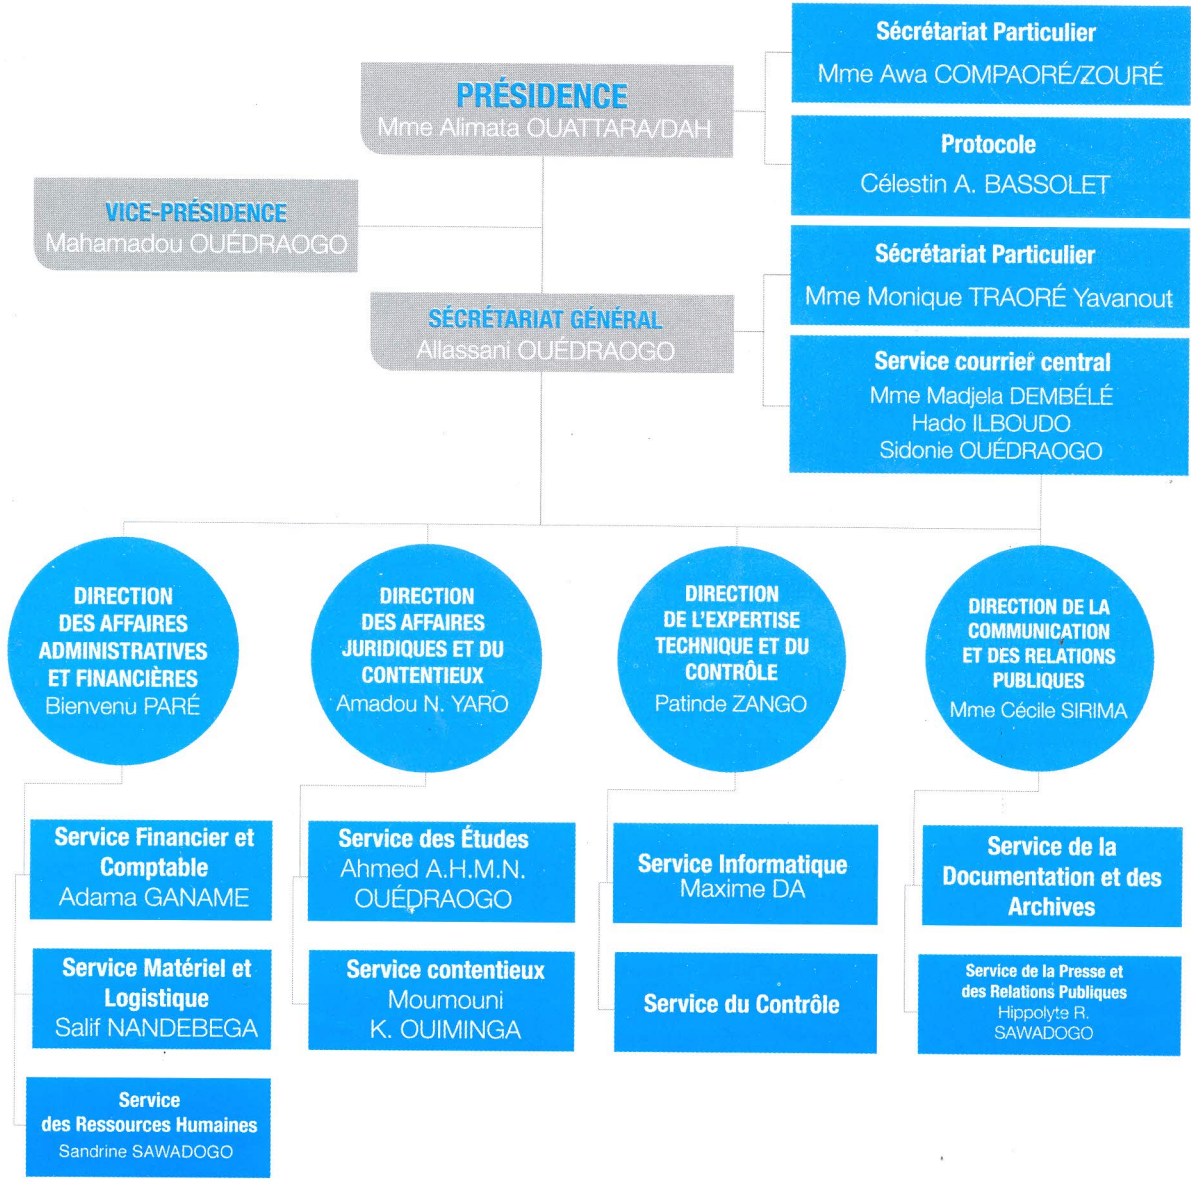 PRÉSIDENCE
Mme Alimata OUATTARA/DAH
Sécrétariat Particulier
Mme Awa COMPAORÉ/ZOURÉ
Protocole
Célestin A. BASSOLET
VICE-PRÉSIDENCE
Mahamadou OUÉDRAOGO
Sécrétariat Particulier
Mme Monique TRAORÉ Yavanout
SÉCRÉTARIAT GÉNÉRAL
Allassani OUÉDRAOGO
Service courrier central
Mme Madjela DEMBÉLÉ
Hado ILBOUDO
Sidonie OUÉDRAOGO
DIRECTION
DES AFFAIRES
ADMINISTRATIVES
ET FINANCIÈRES
Bienvenu PARÉ
DIRECTION
DES AFFAIRES
JURIDIQUES ET DU
CONTENTIEUX
Amadou N. YARO
DIRECTION
DE L'EXPERTISE
TECHNIQUE ET DU
CONTRÔLE
Patinde ZANGO
DIRECTION DE LA
COMMUNICATION
ET DES RELATIONS
PUBLIQUES
Mme Cécile SIRIMA
Service Financier et
Comptable
Adama GANAME
Service Matériel et
Logistique
Salif NANDEBEGA
Service
des Ressources Humaines
Sandrine SAWADOGO
Service des Études
Ahmed A.H.M.N.
OUÉDRAOGO
Service contentieux
Moumouni
K. OUIMINGA
Service Informatique
Maxime DA
Service du Contrôle
Service de la
Documentation et des
Archives
Service de la Presse et
des Relations Publiques
Hippolyte R.
SAWADOGO